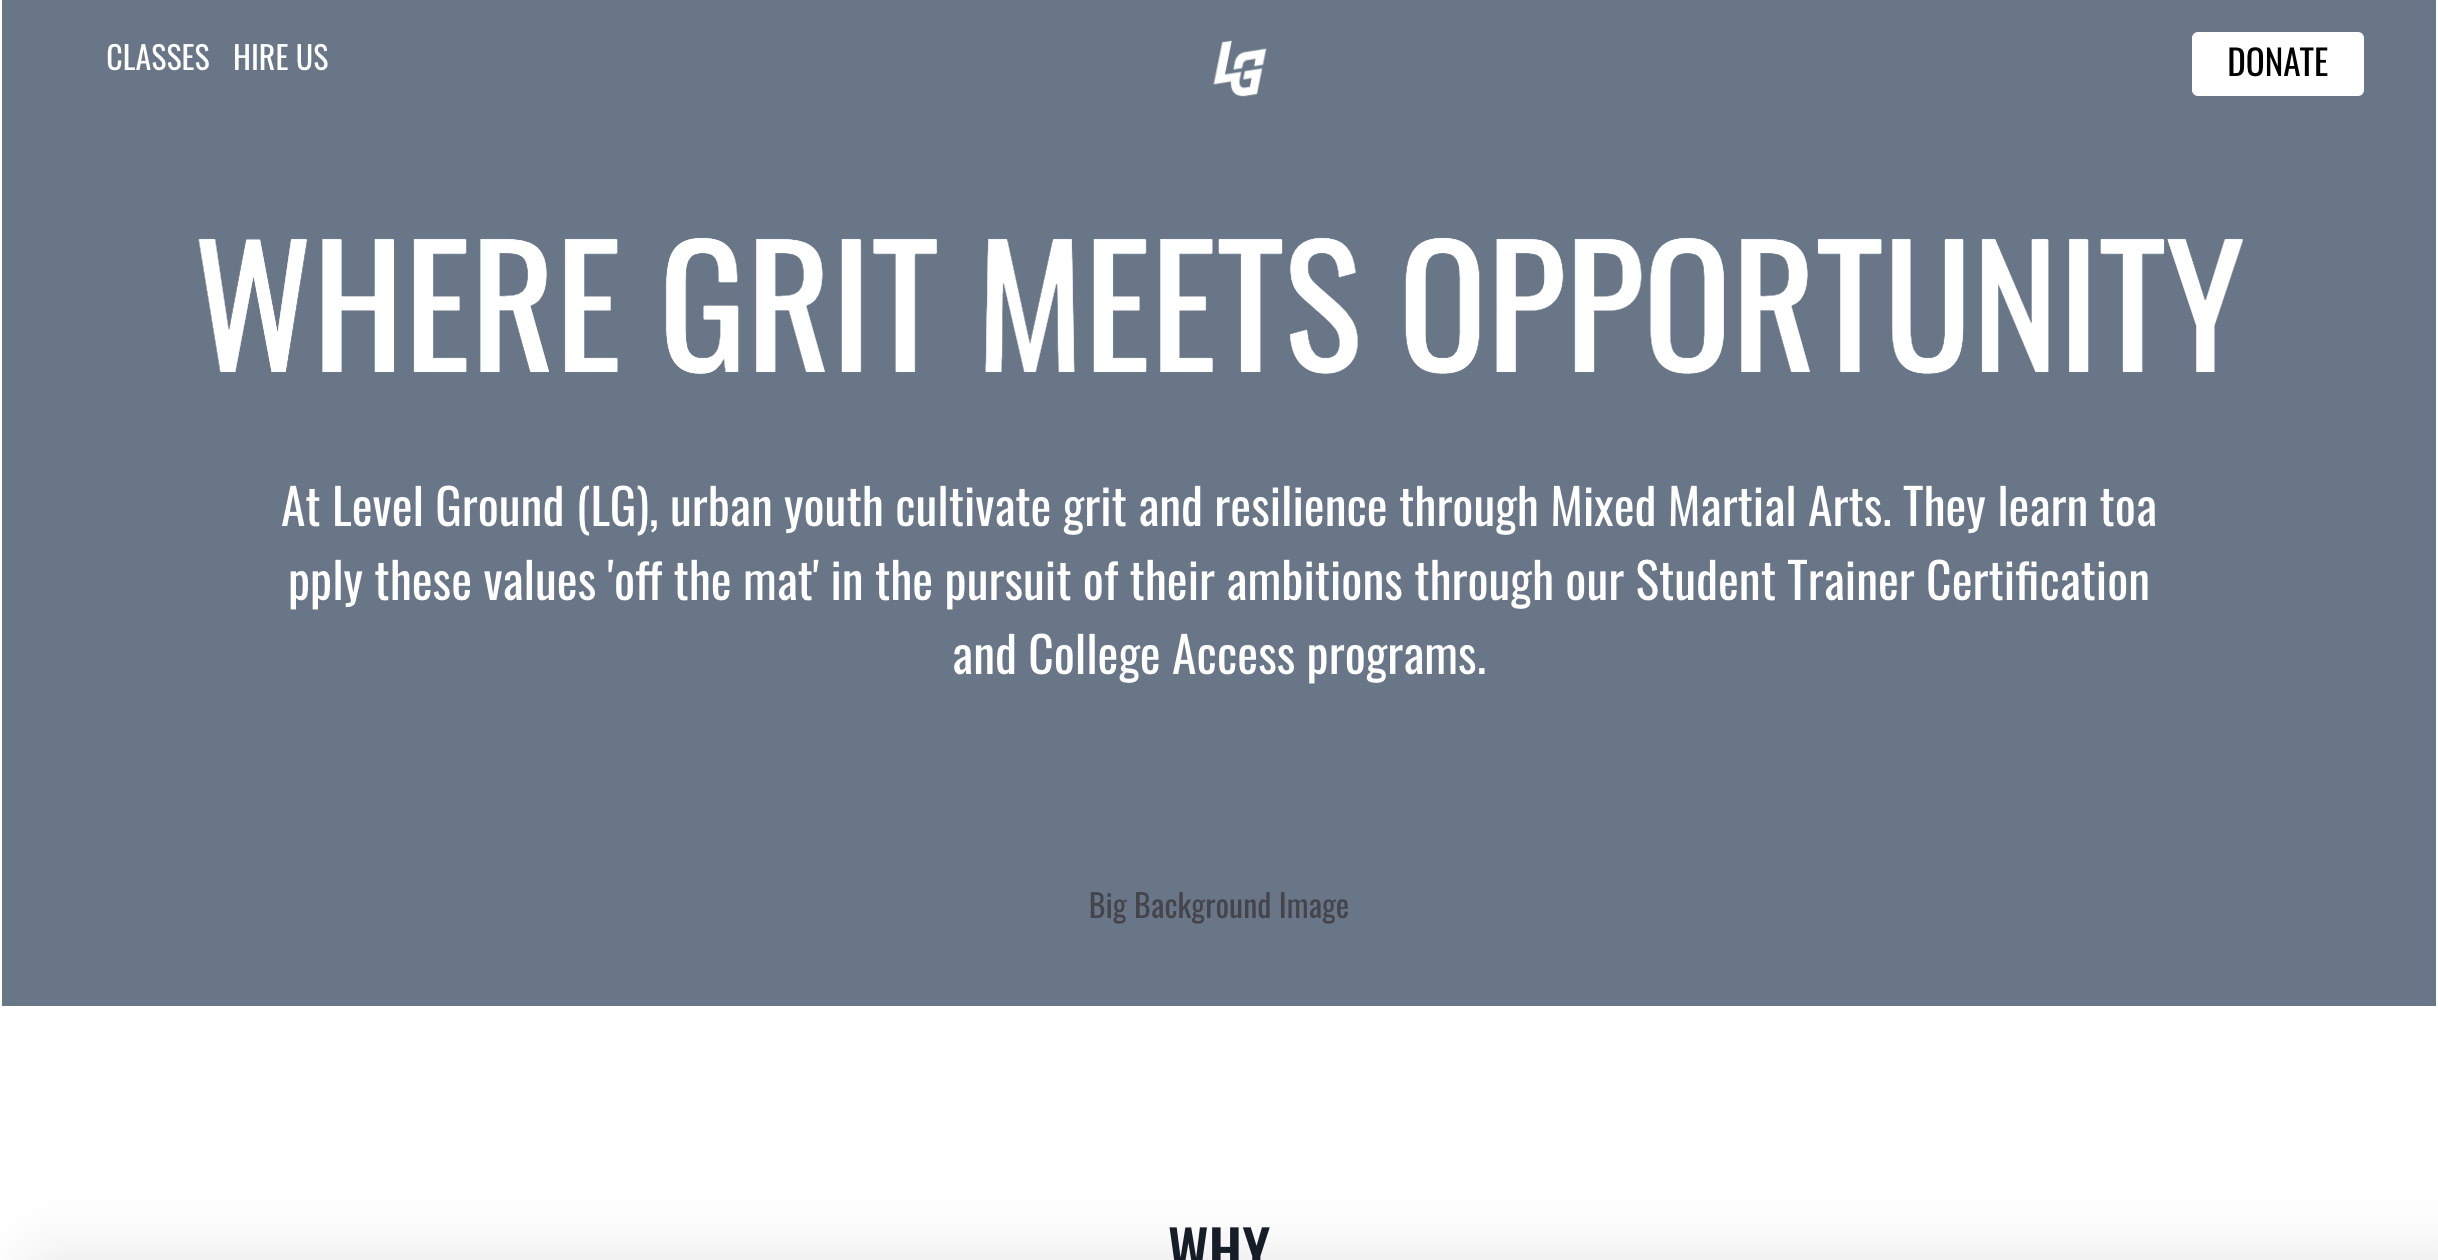 CLASSES HIRE US
LG
DONATE
WHERE GRIT MEETS OPPORTUNITY
At Level Ground (LG), urban youth cultivate grit and resilience through Mixed Martial Arts. They learn toa
pply these values 'off the mat' in the pursuit of their ambitions through our Student Trainer Certification
and College Access programs.
Big Background Image
WHY